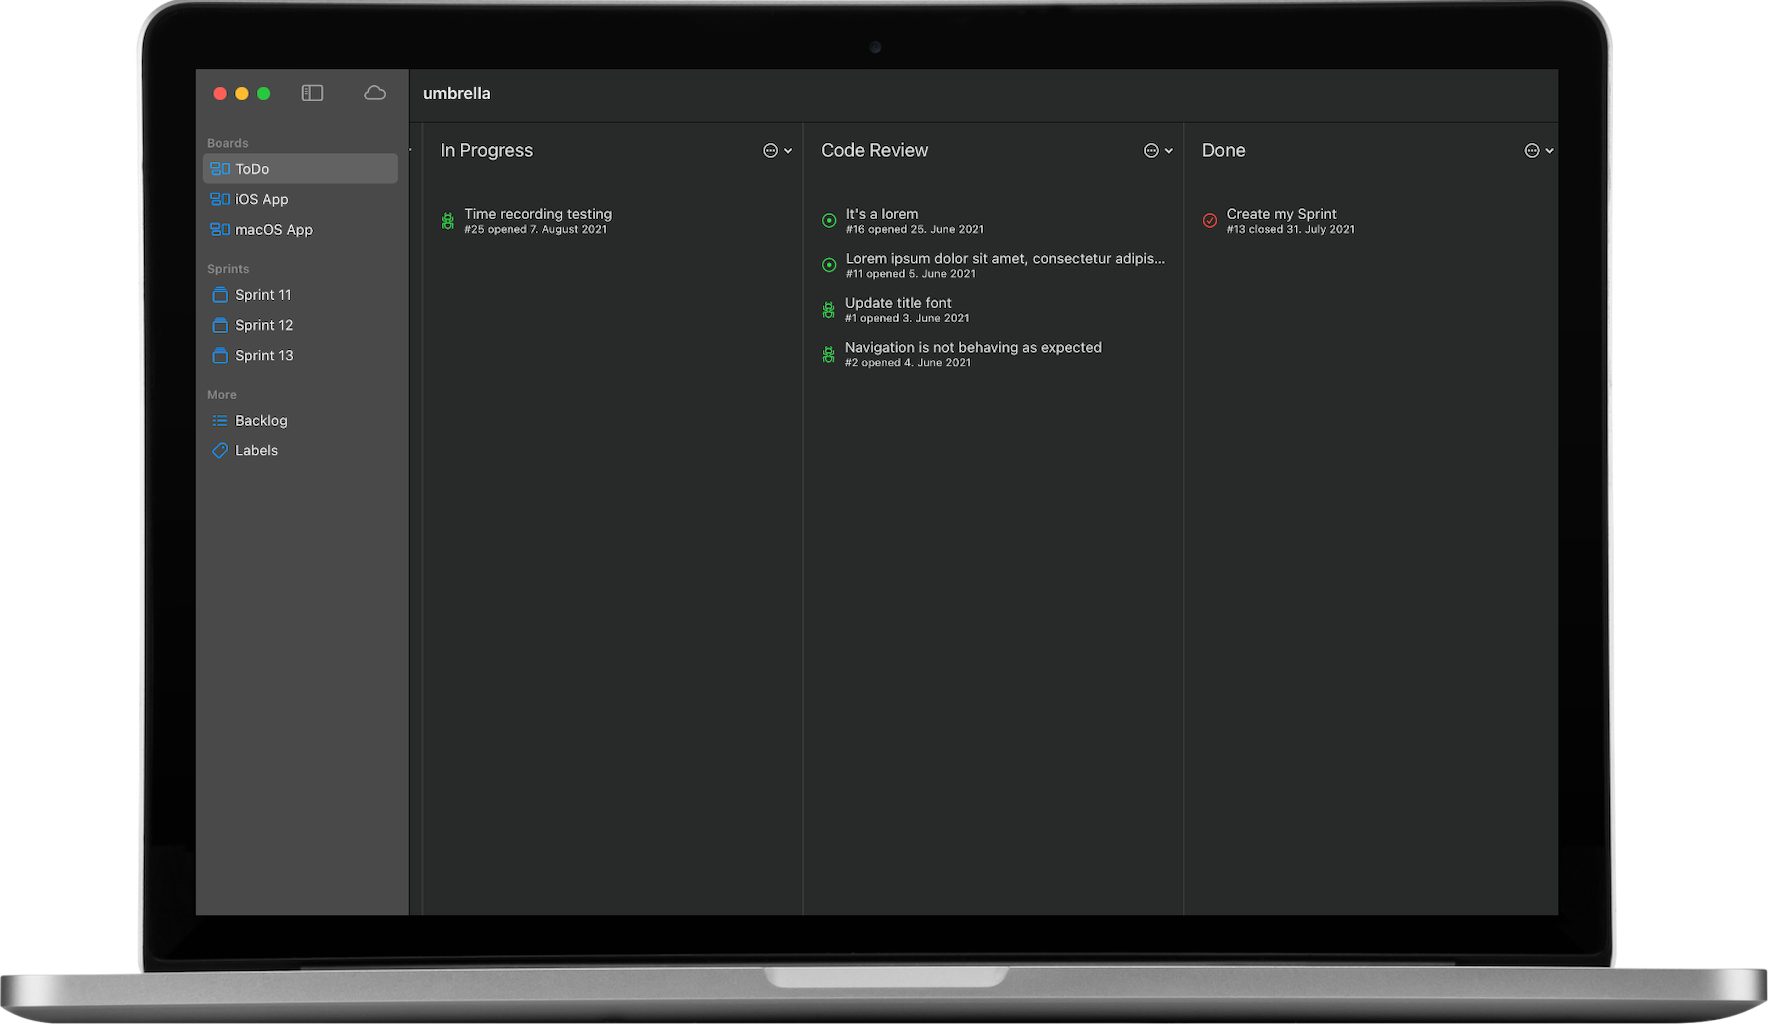 umbrella
Boards
ToDo
iOS App
macOS App
Sprints
Sprint 11
Sprint 12
Sprint 13
More
Backlog
Labels
In Progress
Time recording testing
#25 opened 7. August 2021
Code Review
It's a lorem
#16 opened 25. June 2021
Lorem ipsum dolor sit amet, consectetur adipis...
#11 opened 5. June 2021
Update title font
#1 opened 3. June 2021
Navigation is not behaving as expected
#2 opened 4. June 2021
Done
Create my Sprint
#13 closed 31. July 2021